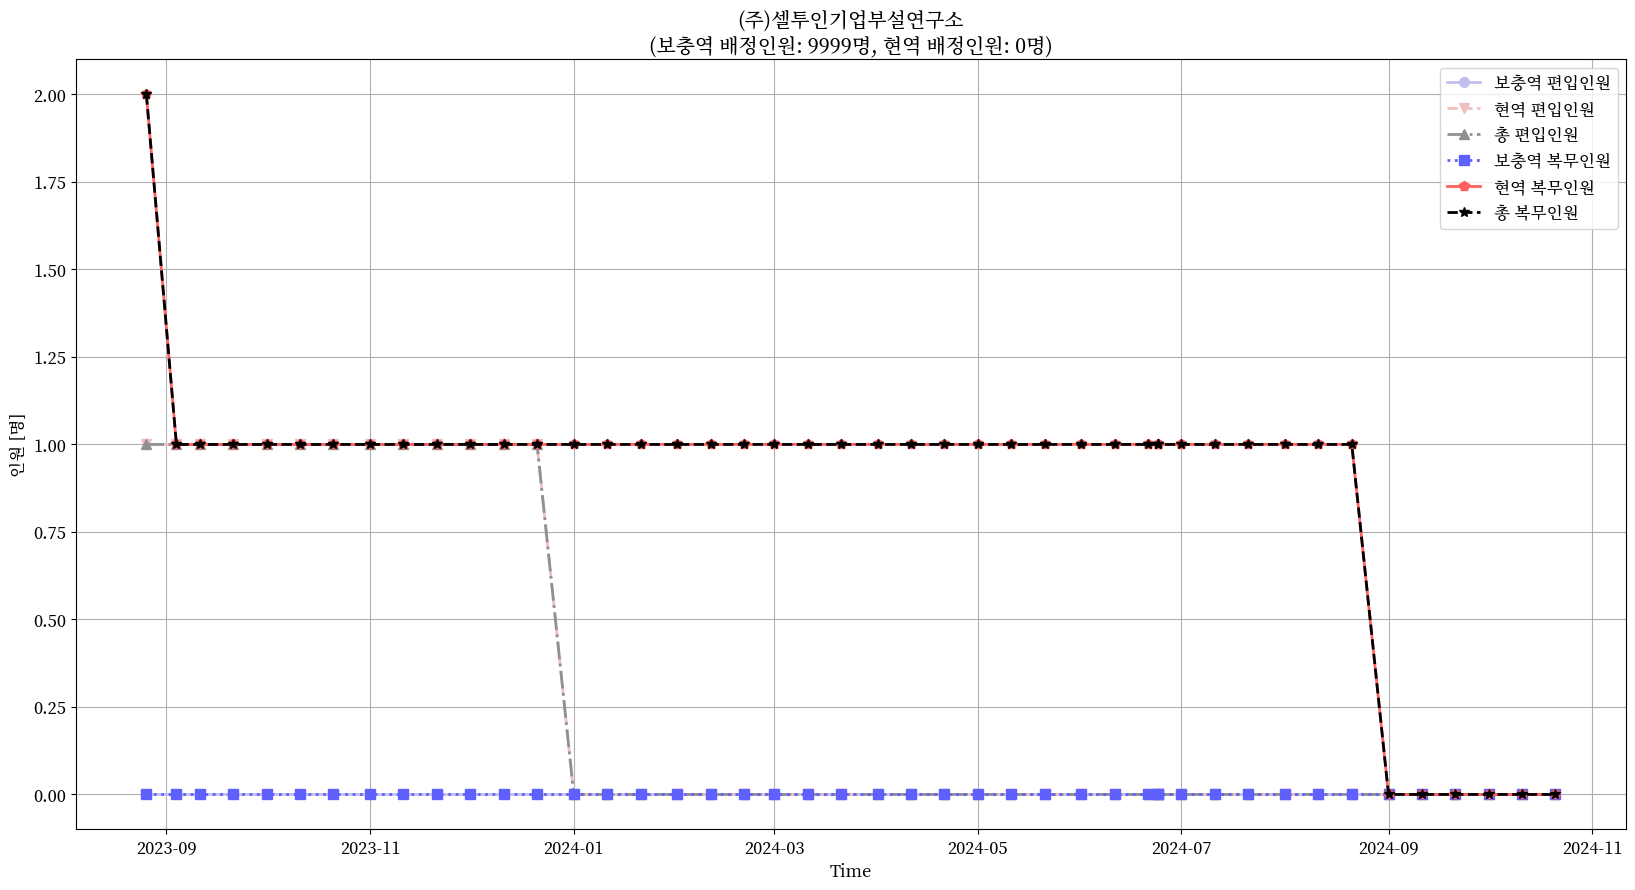 (주)셀투인기업부설연구소
(보충역 배정인원: 9999명, 현역 배정인원: 0명)
보충역 편입인원
현역 편입인원
총 편입인원
보충역 복무인원
현역 복무인원
총 복무인원
인원 [명]
2.00
1.75
1.50
1.25
1.00
0.75
0.50
0.25
0.00
2023-09
2023-11
2024-01
2024-03
2024-05
2024-07
2024-09
2024-11
Time